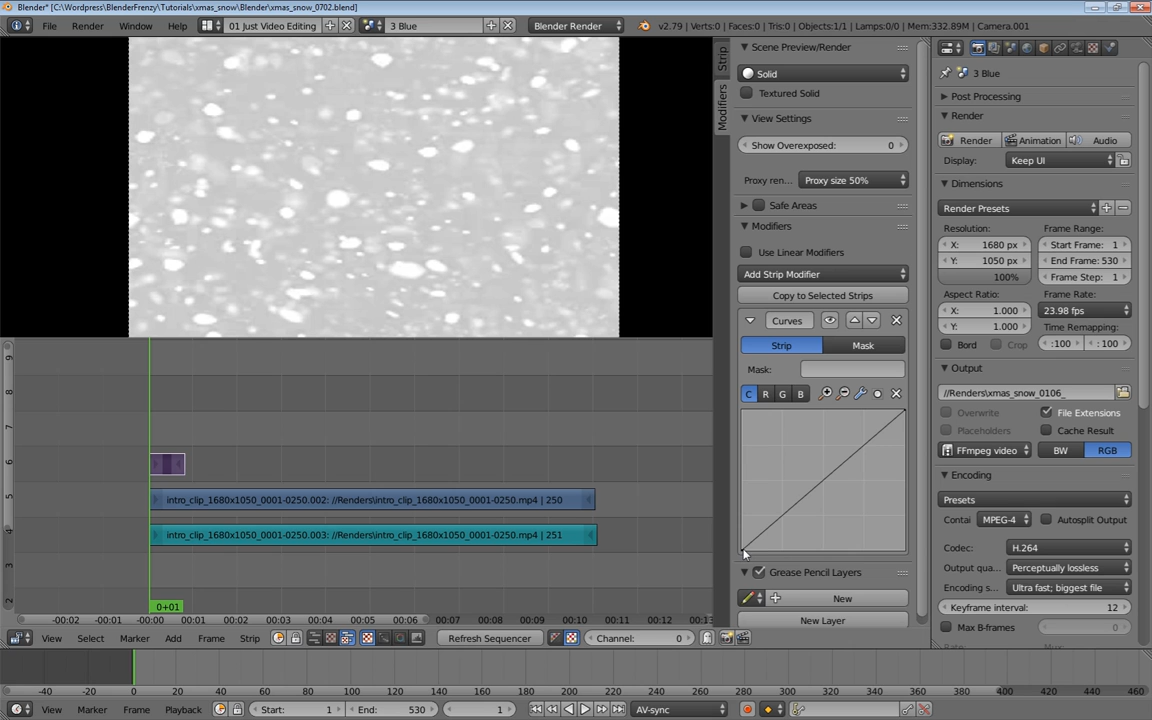 Blender* [C:\Wordpress\BlenderFrenzy\Tutorials\xmas_snow\Blender\xmas_snow_0702.blend]
File Render Window Help 01 Just Video Editing 3 Blue Blender Render v2.79 | Verts:0 | Faces:0 | Tris:0 | Objects:1/1 | Lamps:0/0 | Mem:332.89M | Camera.001
Strip
Modifiers
Scene Preview/Render
Solid
Textured Solid
View Settings
Show Overexposed: 0
Proxy ren... Proxy size 50%
Safe Areas
Modifiers
Use Linear Modifiers
Add Strip Modifier
Copy to Selected Strips
Curves
Strip Mask
Mask:
C R G B
Grease Pencil Layers
New
New Layer
3 Blue
Post Processing
Render
Render Animation Audio
Display: Keep UI
Dimensions
Render Presets
Resolution: Frame Range:
X: 1680 px Start Frame: 1
Y: 1050 px End Frame: 530
100% Frame Step: 1
Aspect Ratio: Frame Rate:
X: 1.000 23.98 fps
Y: 1.000 Time Remapping:
Bord Crop :100 : 100
Output
//Renders\xmas_snow_0106_
Overwrite File Extensions
Placeholders Cache Result
FFmpeg video BW RGB
Encoding
Presets
Contai MPEG-4 Autosplit Output
Codec: H.264
Output qua... Perceptually lossless
Encoding s... Ultra fast; biggest file
Keyframe interval: 12
Max B-frames 0
9
8
7
6
5 intro_clip_1680x1050_0001-0250.002: //Renders\intro_clip_1680x1050_0001-0250.mp4 | 250
4 intro_clip_1680x1050_0001-0250.003: //Renders\intro_clip_1680x1050_0001-0250.mp4 | 251
3
2
0+01
-00:02 -00:01 -00:00 00:01 00:02 00:03 00:04 00:05 00:06 00:07 00:08 00:09 00:10 00:11 00:12 00:13
View Select Marker Add Frame Strip Refresh Sequencer Channel: 0
-40 -20 0 20 40 60 80 100 120 140 160 180 200 220 240 260 280 300 320 340 360 380 400 420 440 460
View Marker Frame Playback Start: 1 End: 530 1 AV-sync